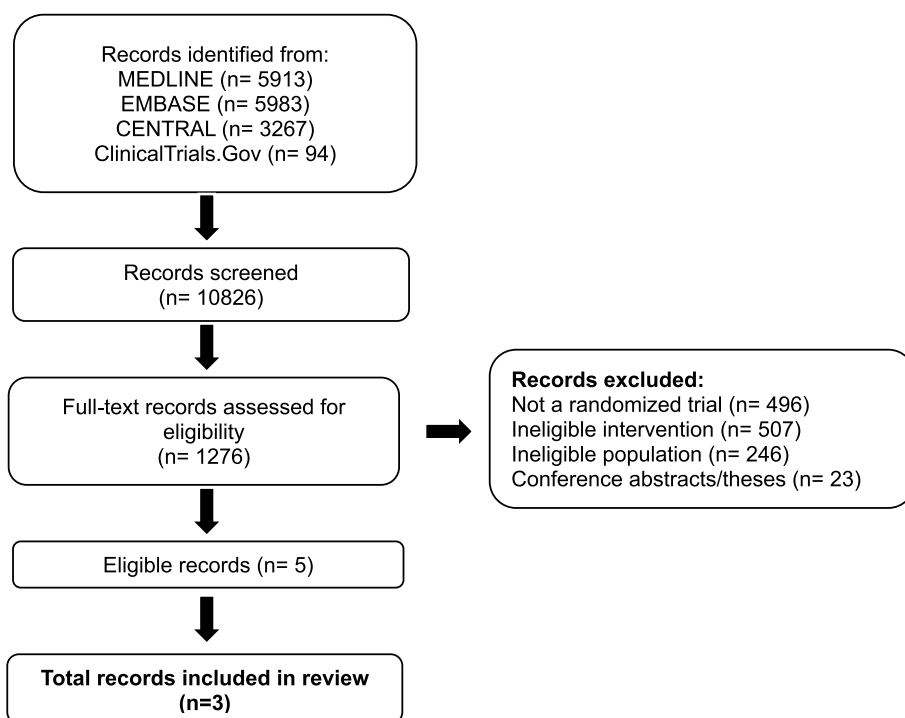 Records identified from:
MEDLINE (n= 5913)
EMBASE (n= 5983)
CENTRAL (n= 3267)
ClinicalTrials.Gov (n= 94)
Records screened
(n= 10826)
Full-text records assessed for
eligibility
(n= 1276)
Records excluded:
Not a randomized trial (n= 496)
Ineligible intervention (n= 507)
Ineligible population (n= 246)
Conference abstracts/theses (n= 23)
Eligible records (n= 5)
Total records included in review
(n=3)